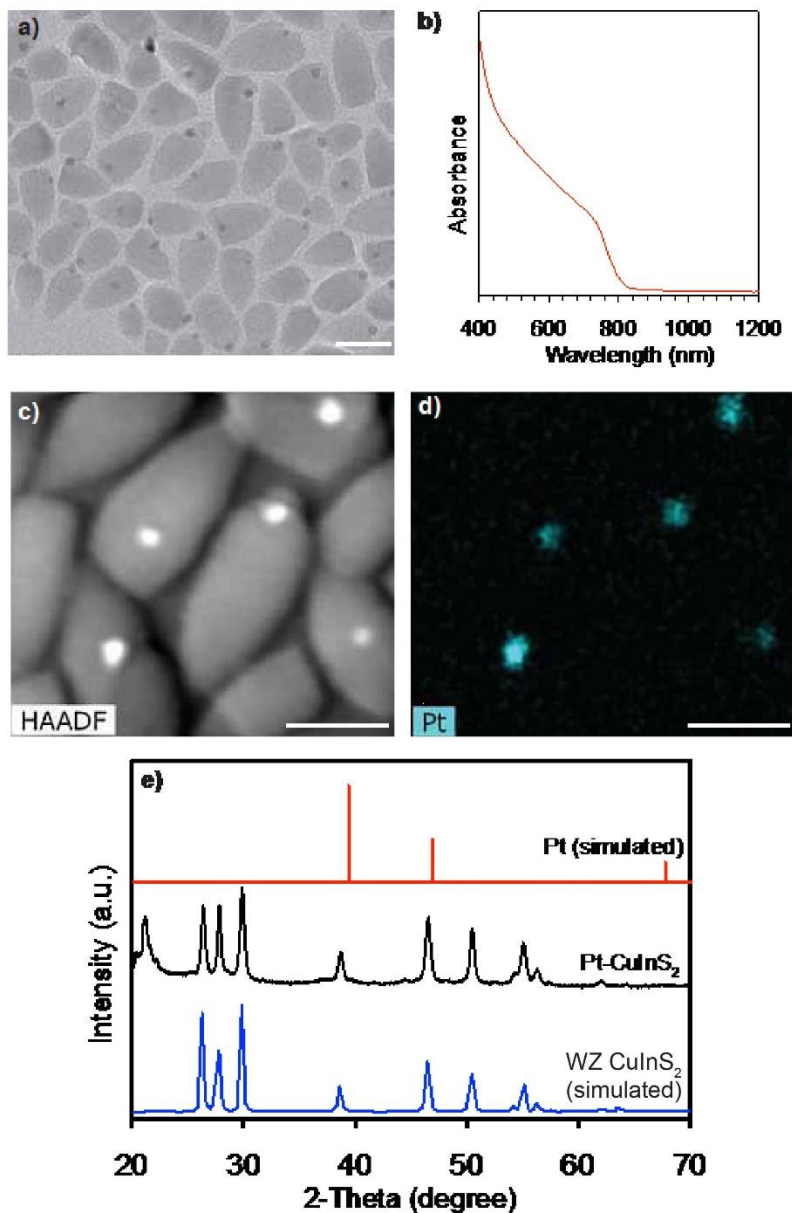 a)
b)
Absorbance
400 600 800 1000 1200
Wavelength (nm)
c)
HAADF
d)
Pt
e)
Pt (simulated)
Pt-CuInS₂
WZ CuInS₂
(simulated)
Intensity (a.u.)
20 30 40 50 60 70
2-Theta (degree)